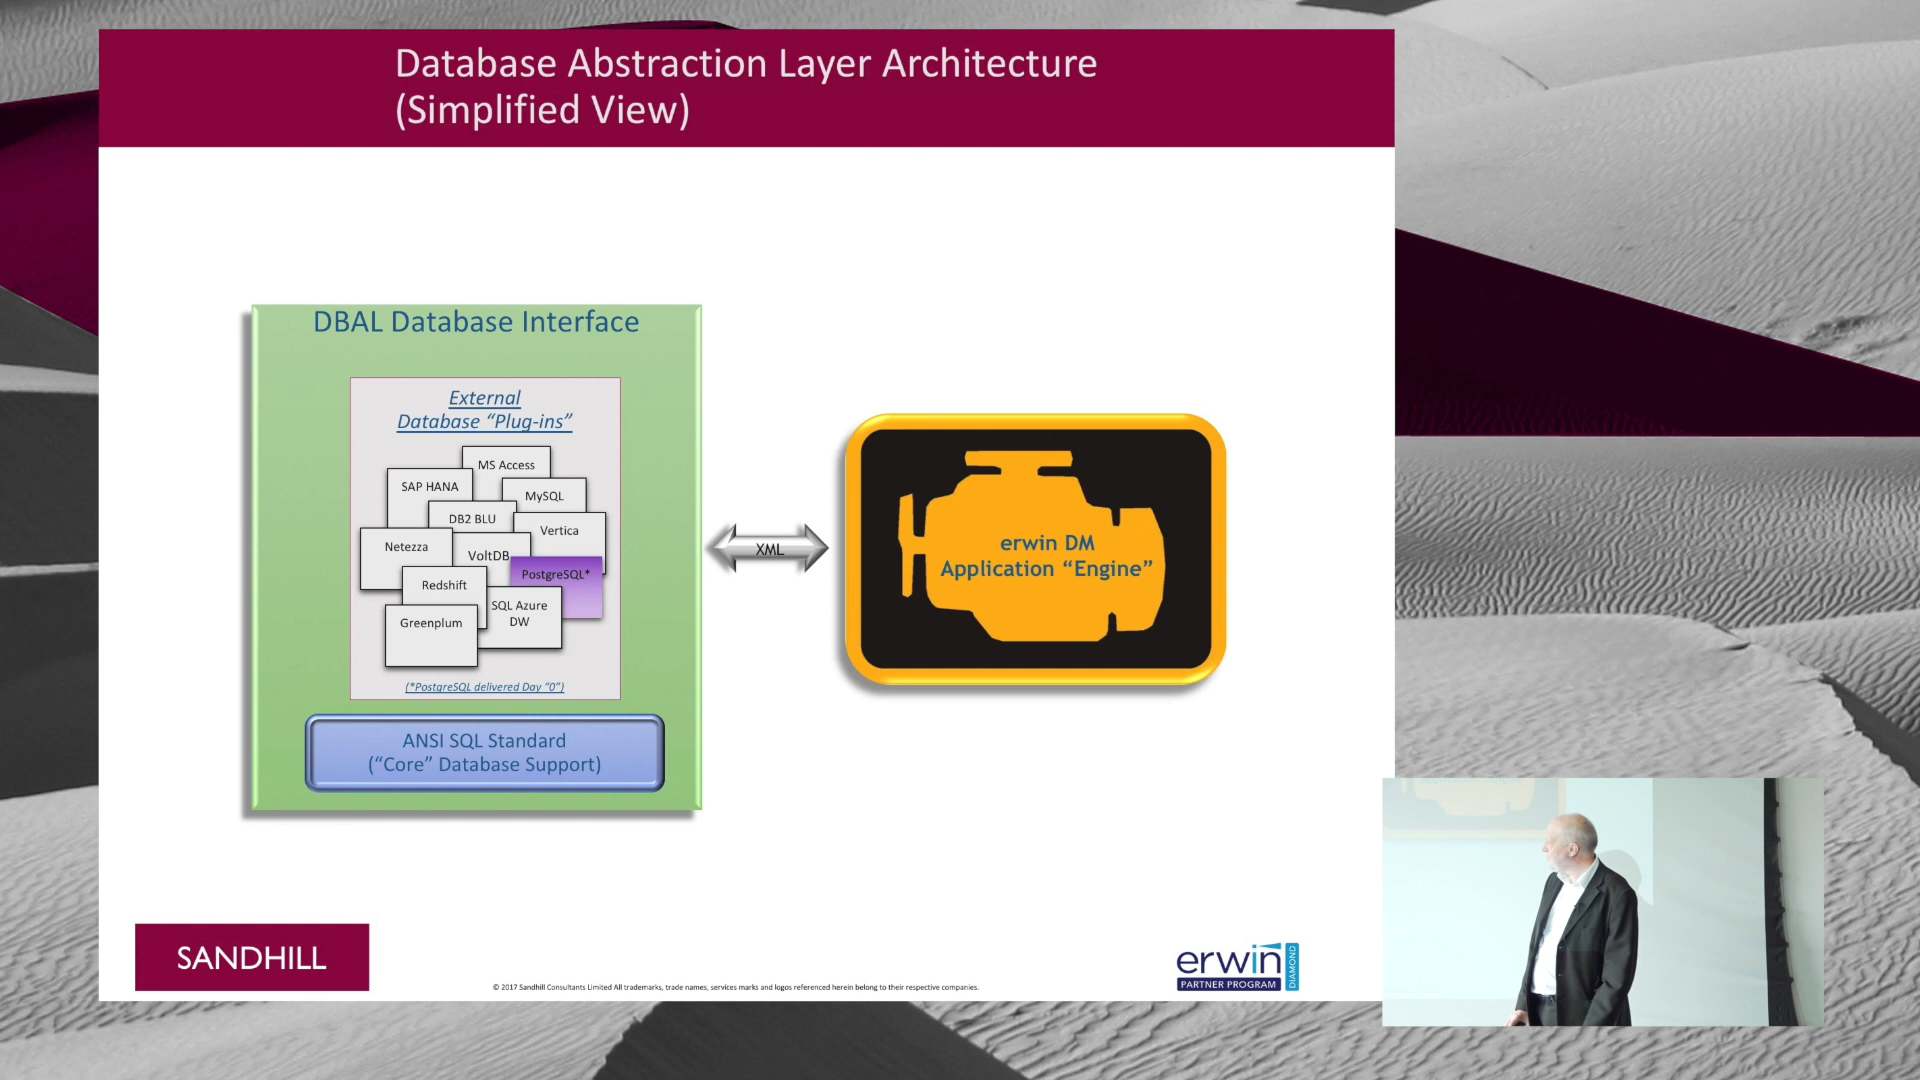 Database Abstraction Layer Architecture
(Simplified View)
DBAL Database Interface
External
Database “Plug-ins”
MS Access
SAP HANA
MySQL
DB2 BLU
Vertica
Netezza
VoltDB
PostgreSQL*
Redshift
SQL Azure
DW
Greenplum
(*PostgreSQL delivered Day “0”)
ANSI SQL Standard
(“Core” Database Support)
XML
erwin DM
Application “Engine”
SANDHILL
© 2017 Sandhill Consultants Limited All trademarks, trade names, services marks and logos referenced herein belong to their respective companies.
erwin
PARTNER PROGRAM
DIAMOND